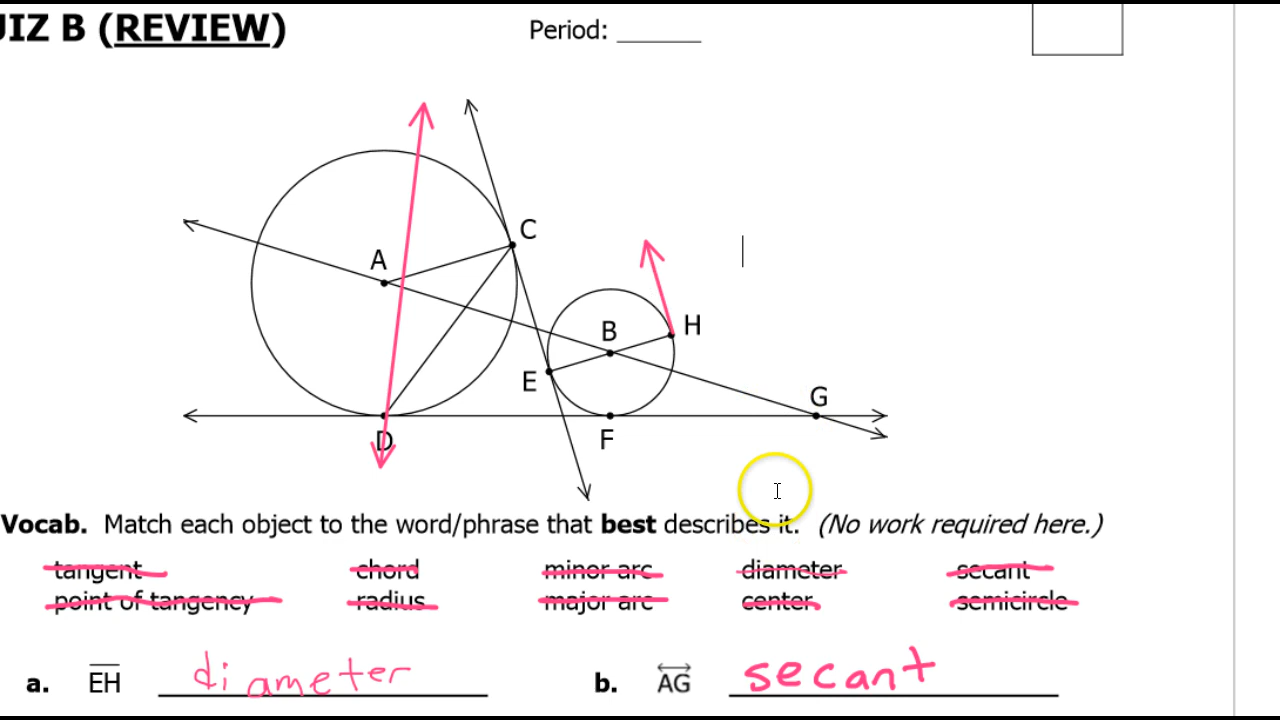 UIZ B (REVIEW)
Period: _______
C
A
H
B
E
G
D
F
Vocab. Match each object to the word/phrase that best describes it. (No work required here.)
tangent chord minor arc diameter secant
point of tangency radius major arc center semicircle
a. EH diameter b. AG secant